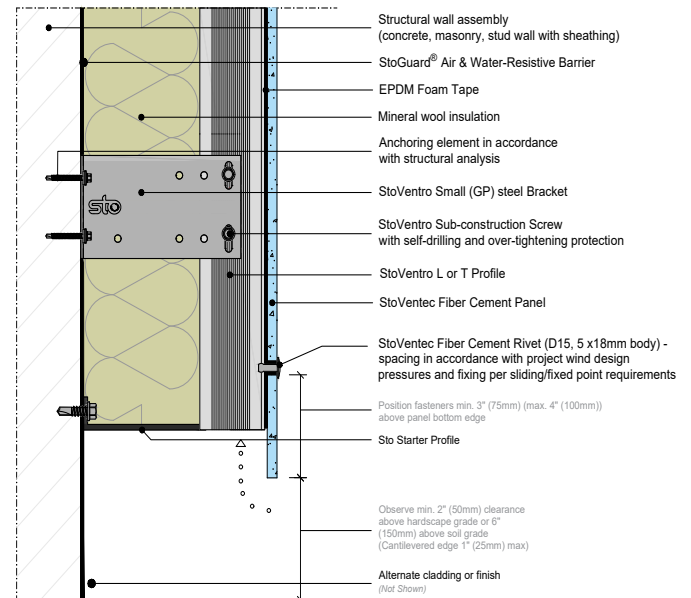 Structural wall assembly
(concrete, masonry, stud wall with sheathing)
StoGuard® Air & Water-Resistive Barrier
EPDM Foam Tape
Mineral wool insulation
Anchoring element in accordance
with structural analysis
StoVentro Small (GP) steel Bracket
sto
StoVentro Sub-construction Screw
with self-drilling and over-tightening protection
StoVentro L or T Profile
StoVentec Fiber Cement Panel
StoVentec Fiber Cement Rivet (D15, 5 x18mm body) -
spacing in accordance with project wind design
pressures and fixing per sliding/fixed point requirements
Position fasteners min. 3" (75mm) (max. 4" (100mm))
above panel bottom edge
Sto Starter Profile
Observe min. 2" (50mm) clearance
above hardscape grade or 6"
(150mm) above soil grade
(Cantilevered edge 1" (25mm) max)
Alternate cladding or finish
(Not Shown)